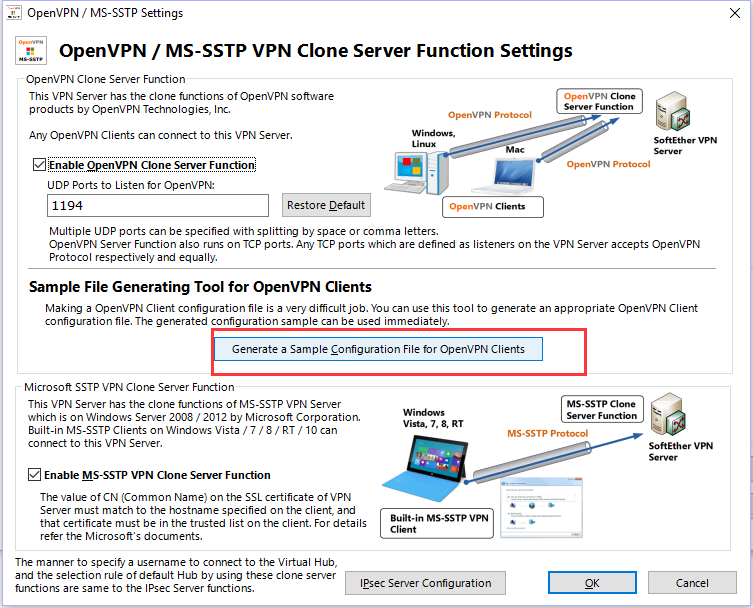 OpenVPN / MS-SSTP Settings
OpenVPN
MS-SSTP
OpenVPN / MS-SSTP VPN Clone Server Function Settings
OpenVPN Clone Server Function
This VPN Server has the clone functions of OpenVPN software
products by OpenVPN Technologies, Inc.
Any OpenVPN Clients can connect to this VPN Server.
Enable OpenVPN Clone Server Function
UDP Ports to Listen for OpenVPN:
1194
Restore Default
OpenVPN Clone
Server Function
OpenVPN Protocol
Windows,
Linux
Mac
SoftEther VPN
Server
OpenVPN Protocol
OpenVPN Clients
Multiple UDP ports can be specified with splitting by space or comma letters.
OpenVPN Server Function also runs on TCP ports. Any TCP ports which are defined as listeners on the VPN Server accepts OpenVPN
Protocol respectively and equally.
Sample File Generating Tool for OpenVPN Clients
Making a OpenVPN Client configuration file is a very difficult job. You can use this tool to generate an appropriate OpenVPN Client
configuration file. The generated configuration sample can be used immediately.
Generate a Sample Configuration File for OpenVPN Clients
Microsoft SSTP VPN Clone Server Function
This VPN Server has the clone functions of MS-SSTP VPN Server
which is on Windows Server 2008 / 2012 by Microsoft Corporation.
Built-in MS-SSTP Clients on Windows Vista / 7 / 8 / RT / 10 can
connect to this VPN Server.
Enable MS-SSTP VPN Clone Server Function
The value of CN (Common Name) on the SSL certificate of VPN
Server must match to the hostname specified on the client, and
that certificate must be in the trusted list on the client. For details
refer the Microsoft's documents.
Windows
Vista, 7, 8, RT
MS-SSTP Clone
Server Function
MS-SSTP Protocol
SoftEther VPN
Server
Built-in MS-SSTP VPN
Client
The manner to specify a username to connect to the Virtual Hub,
and the selection rule of default Hub by using these clone server
functions are same to the IPsec Server functions.
IPsec Server Configuration
OK
Cancel